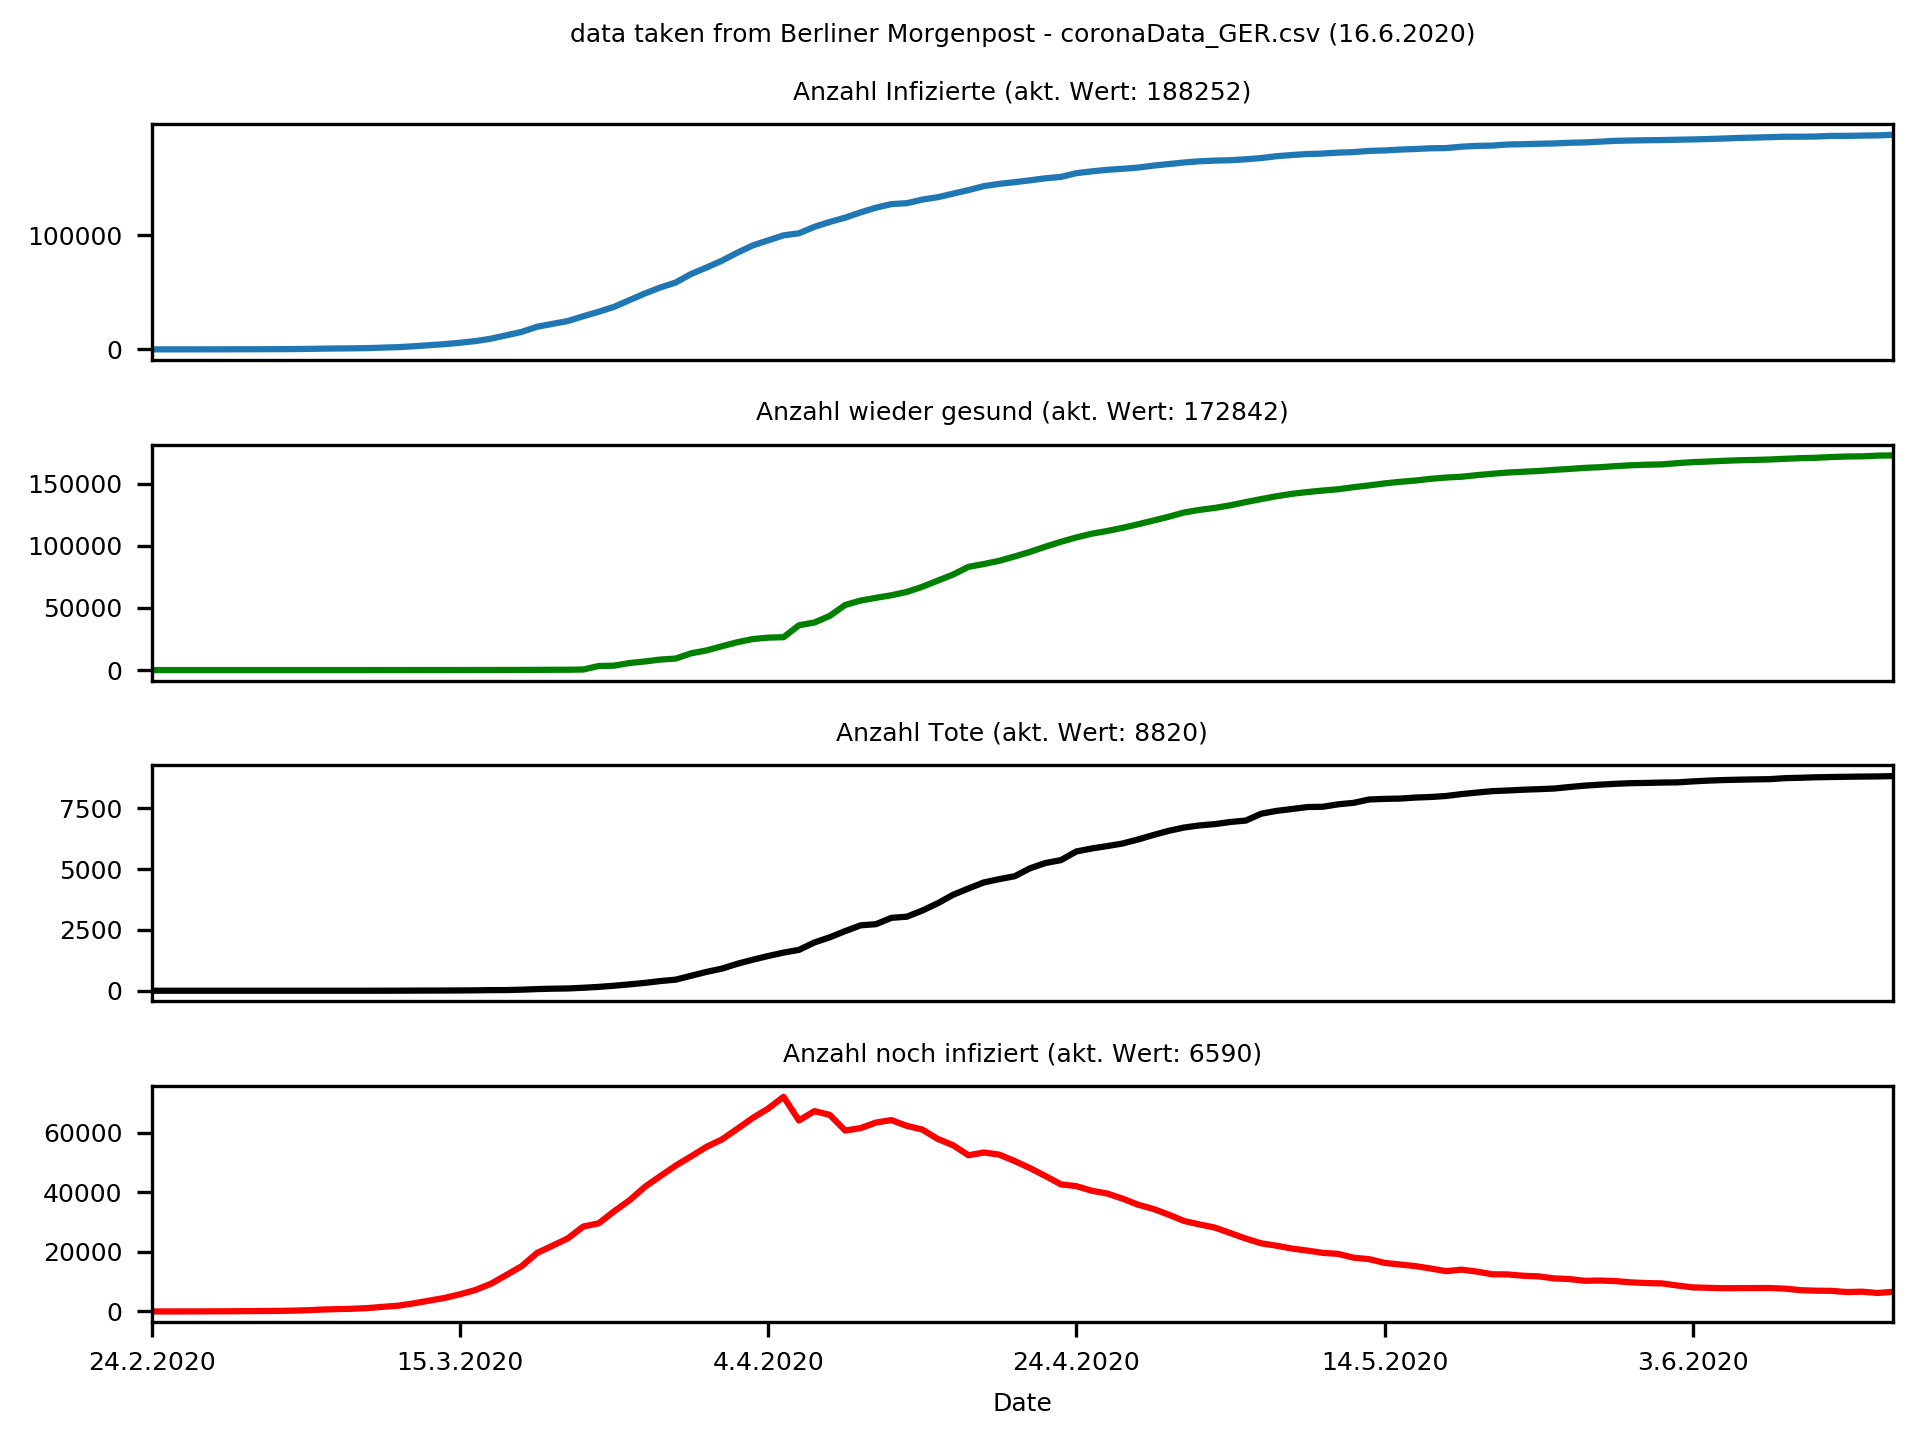 data taken from Berliner Morgenpost - coronaData_GER.csv (16.6.2020)
Anzahl Infizierte (akt. Wert: 188252)
100000
0
Anzahl wieder gesund (akt. Wert: 172842)
150000
100000
50000
0
Anzahl Tote (akt. Wert: 8820)
7500
5000
2500
0
Anzahl noch infiziert (akt. Wert: 6590)
60000
40000
20000
0
24.2.2020 15.3.2020 4.4.2020 24.4.2020 14.5.2020 3.6.2020
Date